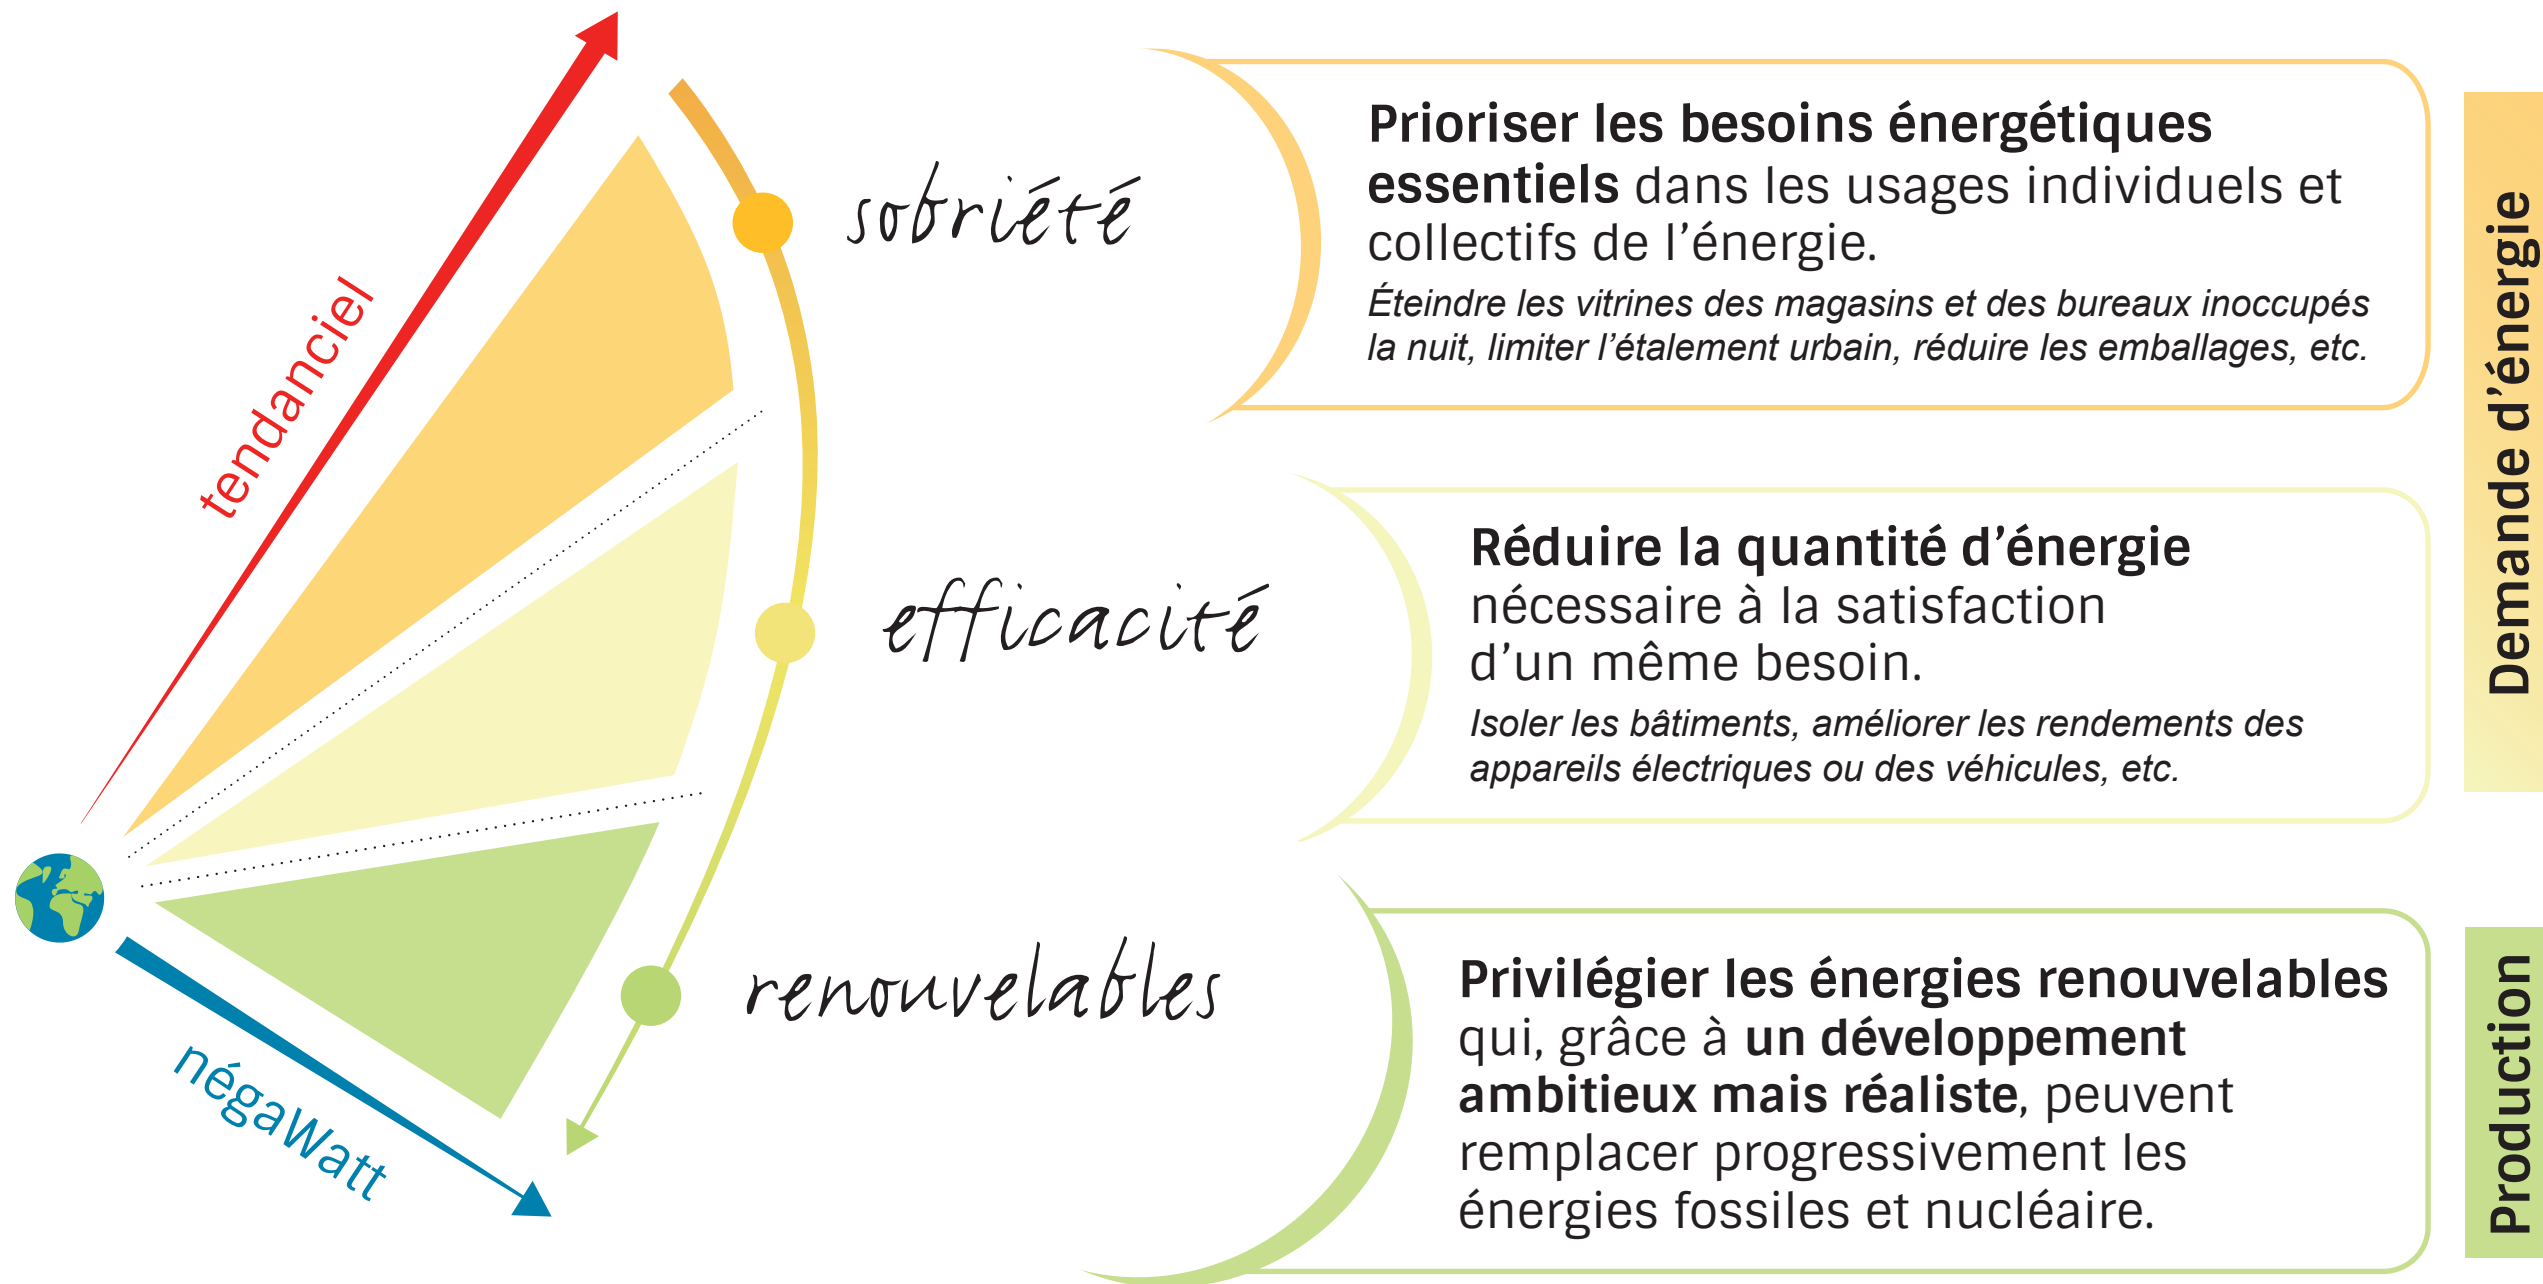 tendanciel
négaWatt
sobriété
Prioriser les besoins énergétiques
essentiels dans les usages individuels et
collectifs de l’énergie.
Éteindre les vitrines des magasins et des bureaux inoccupés
la nuit, limiter l’étalement urbain, réduire les emballages, etc.
efficacité
Réduire la quantité d’énergie
nécessaire à la satisfaction
d’un même besoin.
Isoler les bâtiments, améliorer les rendements des
appareils électriques ou des véhicules, etc.
Demande d’énergie
renouvelables
Privilégier les énergies renouvelables
qui, grâce à un développement
ambitieux mais réaliste, peuvent
remplacer progressivement les
énergies fossiles et nucléaire.
Production